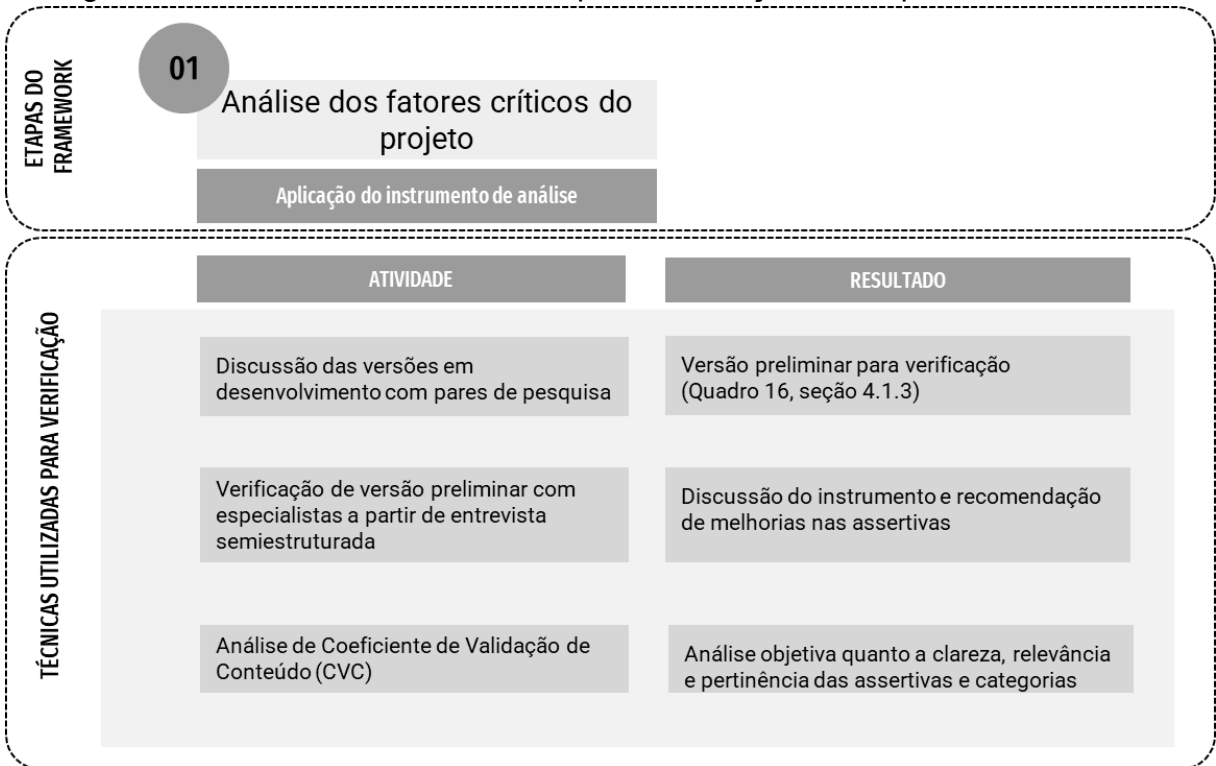 ETAPAS DO
FRAMEWORK
01
Análise dos fatores críticos do
projeto
Aplicação do instrumento de análise
TÉCNICAS UTILIZADAS PARA VERIFICAÇÃO
ATIVIDADE
RESULTADO
Discussão das versões em
desenvolvimento com pares de pesquisa
Versão preliminar para verificação
(Quadro 16, seção 4.1.3)
Verificação de versão preliminar com
especialistas a partir de entrevista
semiestruturada
Discussão do instrumento e recomendação
de melhorias nas assertivas
Análise de Coeficiente de Validação de
Conteúdo (CVC)
Análise objetiva quanto a clareza, relevância
e pertinência das assertivas e categorias